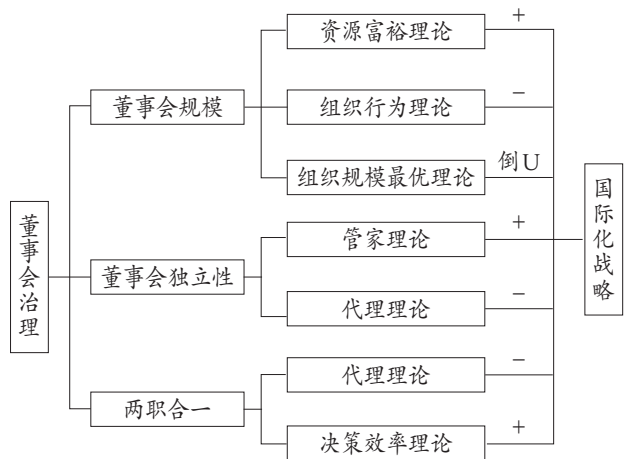 董事会治理
董事会规模
资源富裕理论
+
组织行为理论
−
组织规模最优理论
倒U
董事会独立性
管家理论
+
代理理论
−
两职合一
代理理论
−
决策效率理论
+
国际化战略